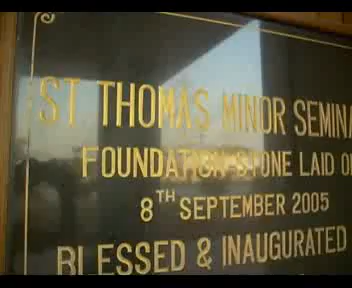 ST THOMAS MINOR SEMINA
FOUNDATION STONE LAID O
8TH SEPTEMBER 2005
BLESSED & INAUGURATED